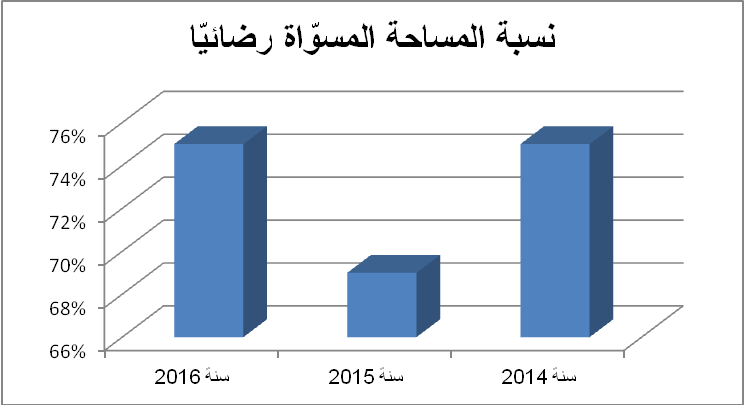 نسبة المساحة المسوّاة رضائيّا
76%
74%
72%
70%
68%
66%
سنة 2016
سنة 2015
سنة 2014